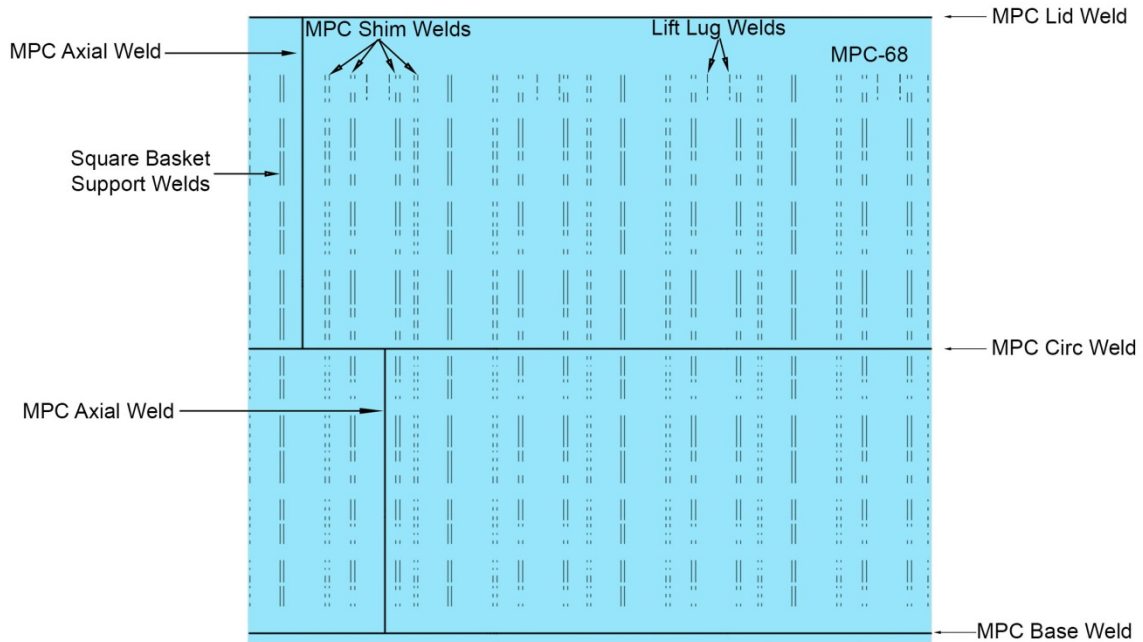 MPC Lid Weld
MPC Axial Weld
MPC Shim Welds
Lift Lug Welds
MPC-68
Square Basket
Support Welds
MPC Circ Weld
MPC Axial Weld
MPC Base Weld